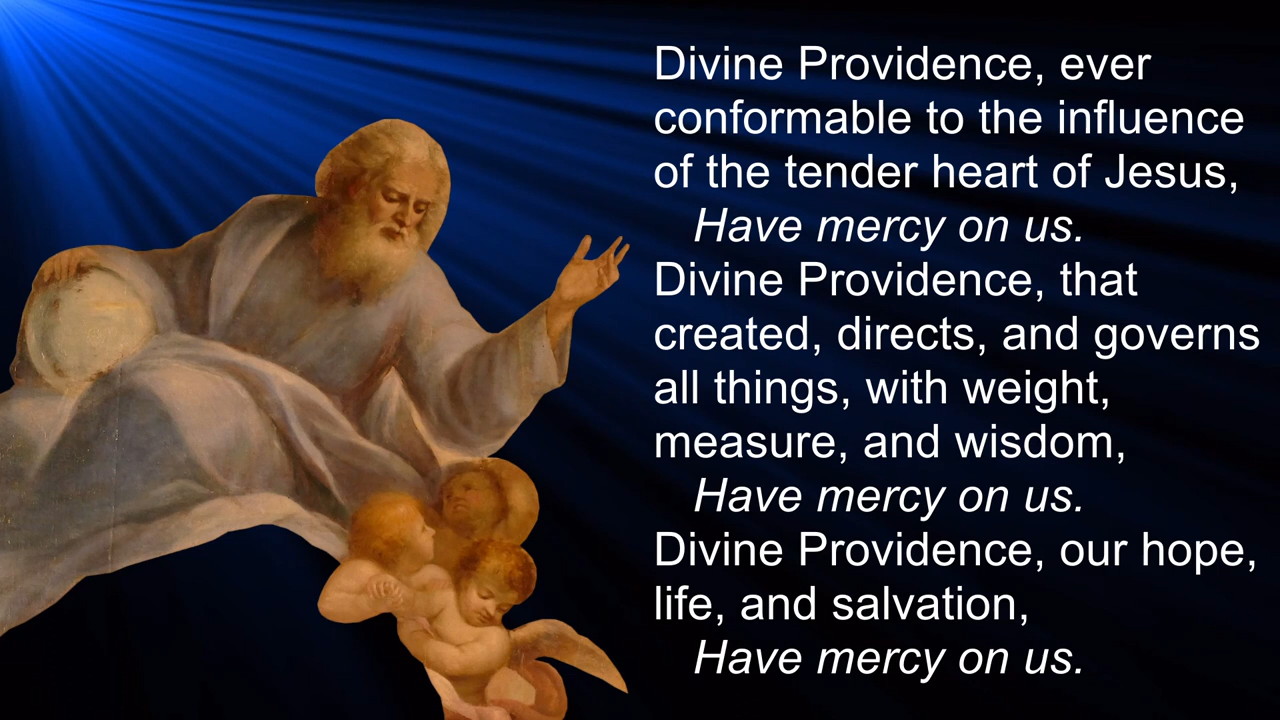 Divine Providence, ever
conformable to the influence
of the tender heart of Jesus,
Have mercy on us.
Divine Providence, that
created, directs, and governs
all things, with weight,
measure, and wisdom,
Have mercy on us.
Divine Providence, our hope,
life, and salvation,
Have mercy on us.